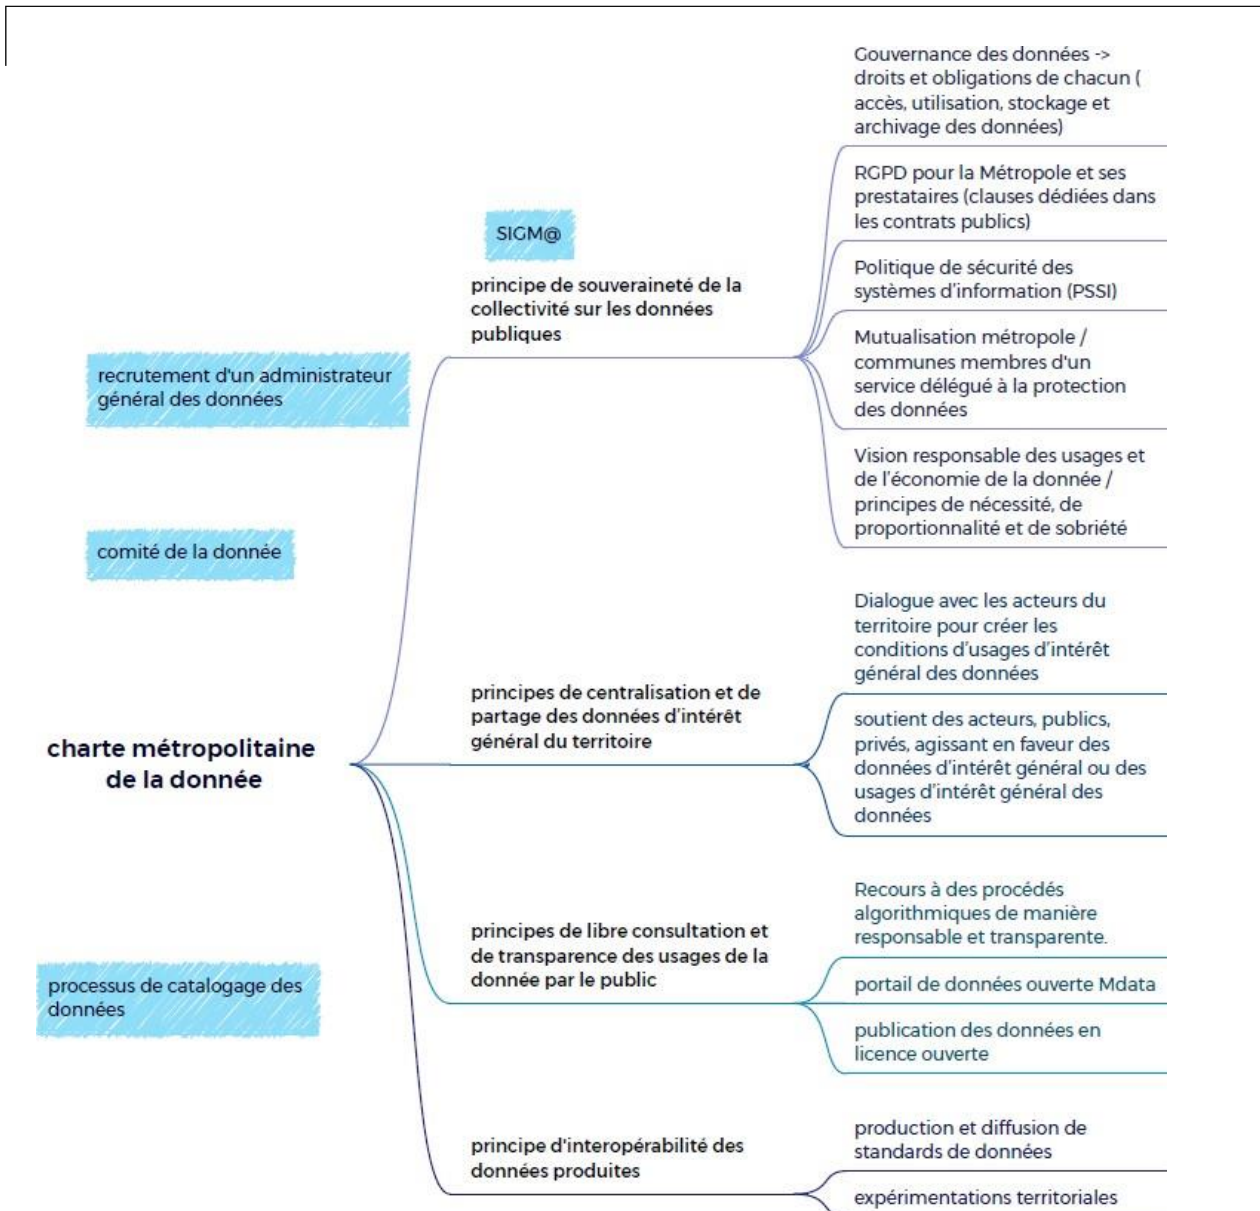 Gouvernance des données ->
droits et obligations de chacun (
accès, utilisation, stockage et
archivage des données)
RGPD pour la Métropole et ses
prestataires (clauses dédiées dans
les contrats publics)
SIGM@
principe de souveraineté de la
collectivité sur les données
publiques
Politique de sécurité des
systèmes d'information (PSSI)
Mutualisation métropole /
communes membres d'un
service délégué à la protection
des données
recrutement d'un administrateur
général des données
Vision responsable des usages et
de l'économie de la donnée /
principes de nécessité, de
proportionnalité et de sobriété
comité de la donnée
Dialogue avec les acteurs du
territoire pour créer les
conditions d'usages d'intérêt
général des données
principes de centralisation et de
partage des données d'intérêt
général du territoire
soutient des acteurs, publics,
privés, agissant en faveur des
données d'intérêt général ou des
usages d'intérêt général des
données
charte métropolitaine
de la donnée
Recours à des procédés
algorithmiques de manière
responsable et transparente.
principes de libre consultation et
de transparence des usages de la
donnée par le public
portail de données ouverte Mdata
publication des données en
licence ouverte
processus de catalogage des
données
production et diffusion de
standards de données
principe d'interopérabilité des
données produites
expérimentations territoriales